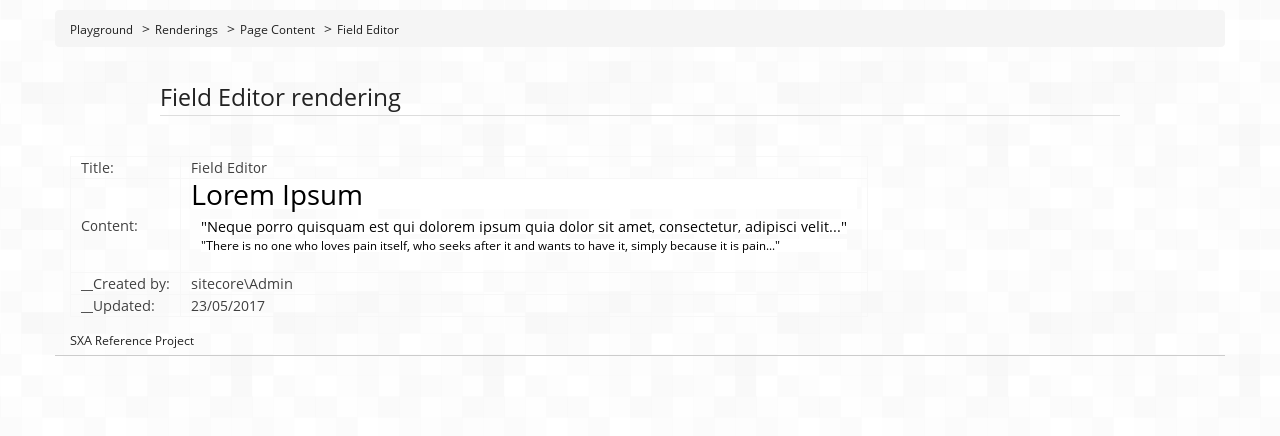 Playground > Renderings > Page Content > Field Editor
Field Editor rendering
Title: Field Editor
Lorem Ipsum
Content:
"Neque porro quisquam est qui dolorem ipsum quia dolor sit amet, consectetur, adipisci velit..."
"There is no one who loves pain itself, who seeks after it and wants to have it, simply because it is pain..."
__Created by: sitecore\Admin
__Updated: 23/05/2017
SXA Reference Project